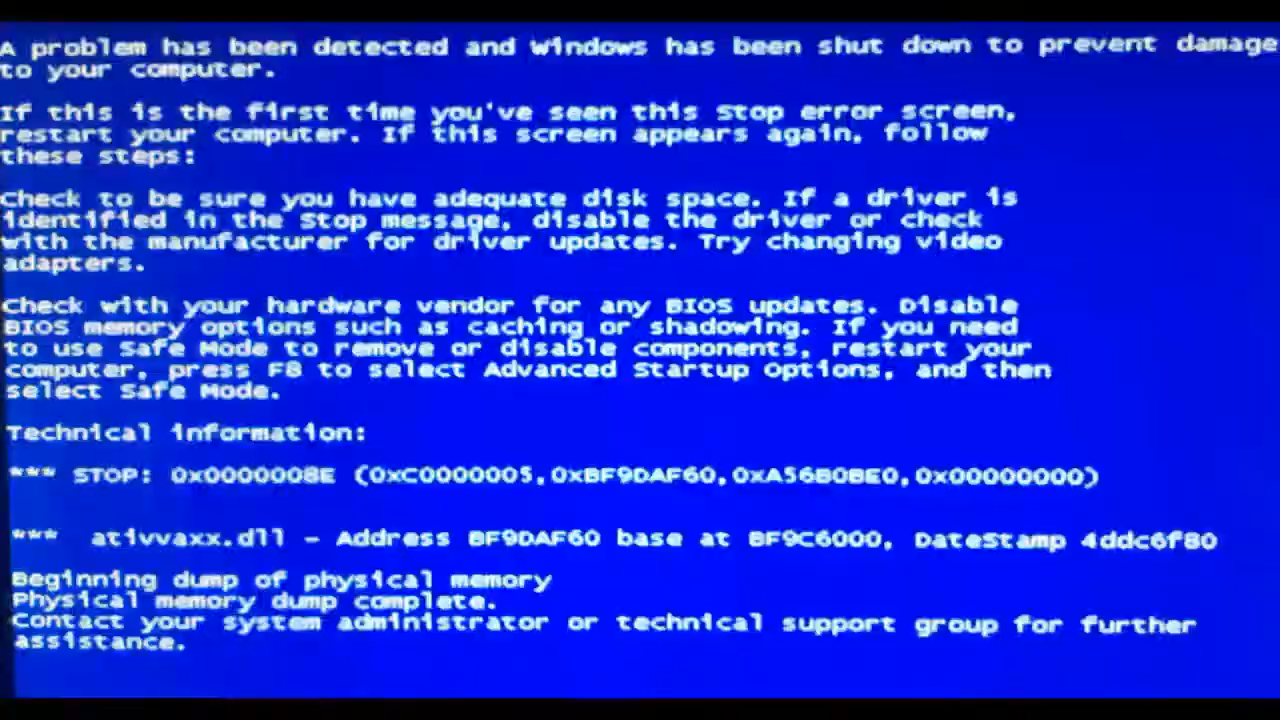 A problem has been detected and Windows has been shut down to prevent damage
to your computer.
If this is the first time you've seen this Stop error screen,
restart your computer. If this screen appears again, follow
these steps:
Check to be sure you have adequate disk space. If a driver is
identified in the Stop message, disable the driver or check
with the manufacturer for driver updates. Try changing video
adapters.
Check with your hardware vendor for any BIOS updates. Disable
BIOS memory options such as caching or shadowing. If you need
to use Safe Mode to remove or disable components, restart your
computer, press F8 to select Advanced Startup Options, and then
select Safe Mode.
Technical information:
*** STOP: 0x0000008E (0xC0000005,0xBF9DAF60,0xA56B0BE0,0x00000000)
*** ativvaxx.dll - Address BF9DAF60 base at BF9C6000, DateStamp 4ddc6f80
Beginning dump of physical memory
Physical memory dump complete.
Contact your system administrator or technical support group for further
assistance.